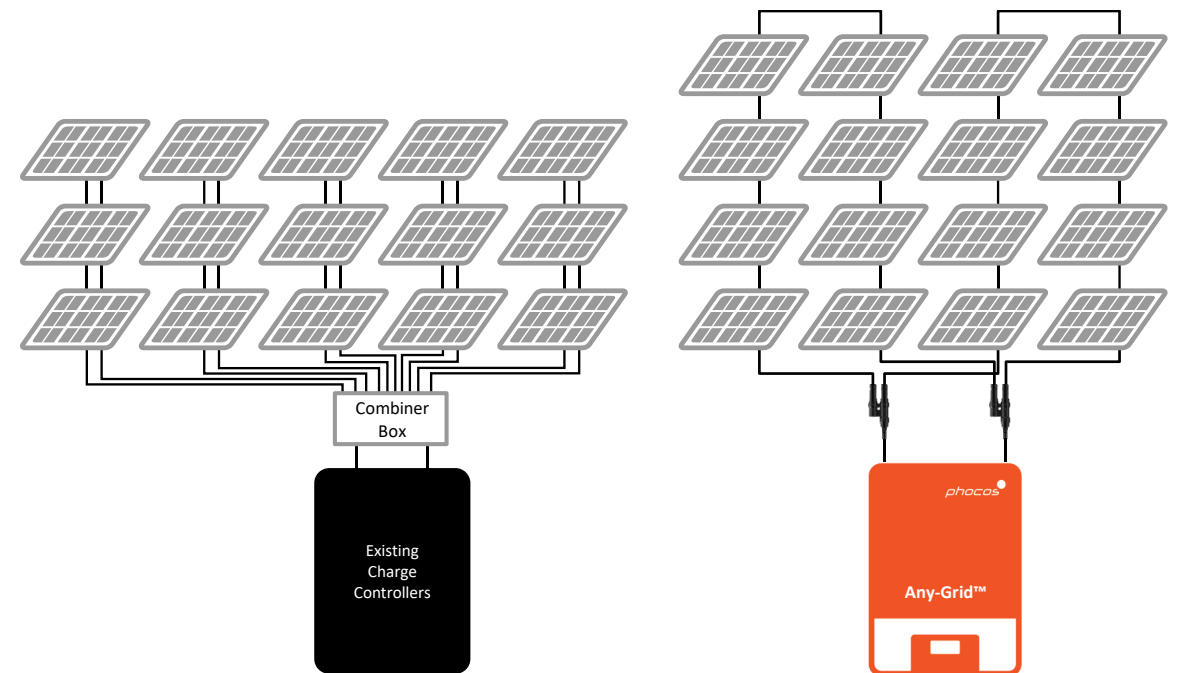 Combiner
Box
Existing
Charge
Controllers
phocos
Any-Grid™